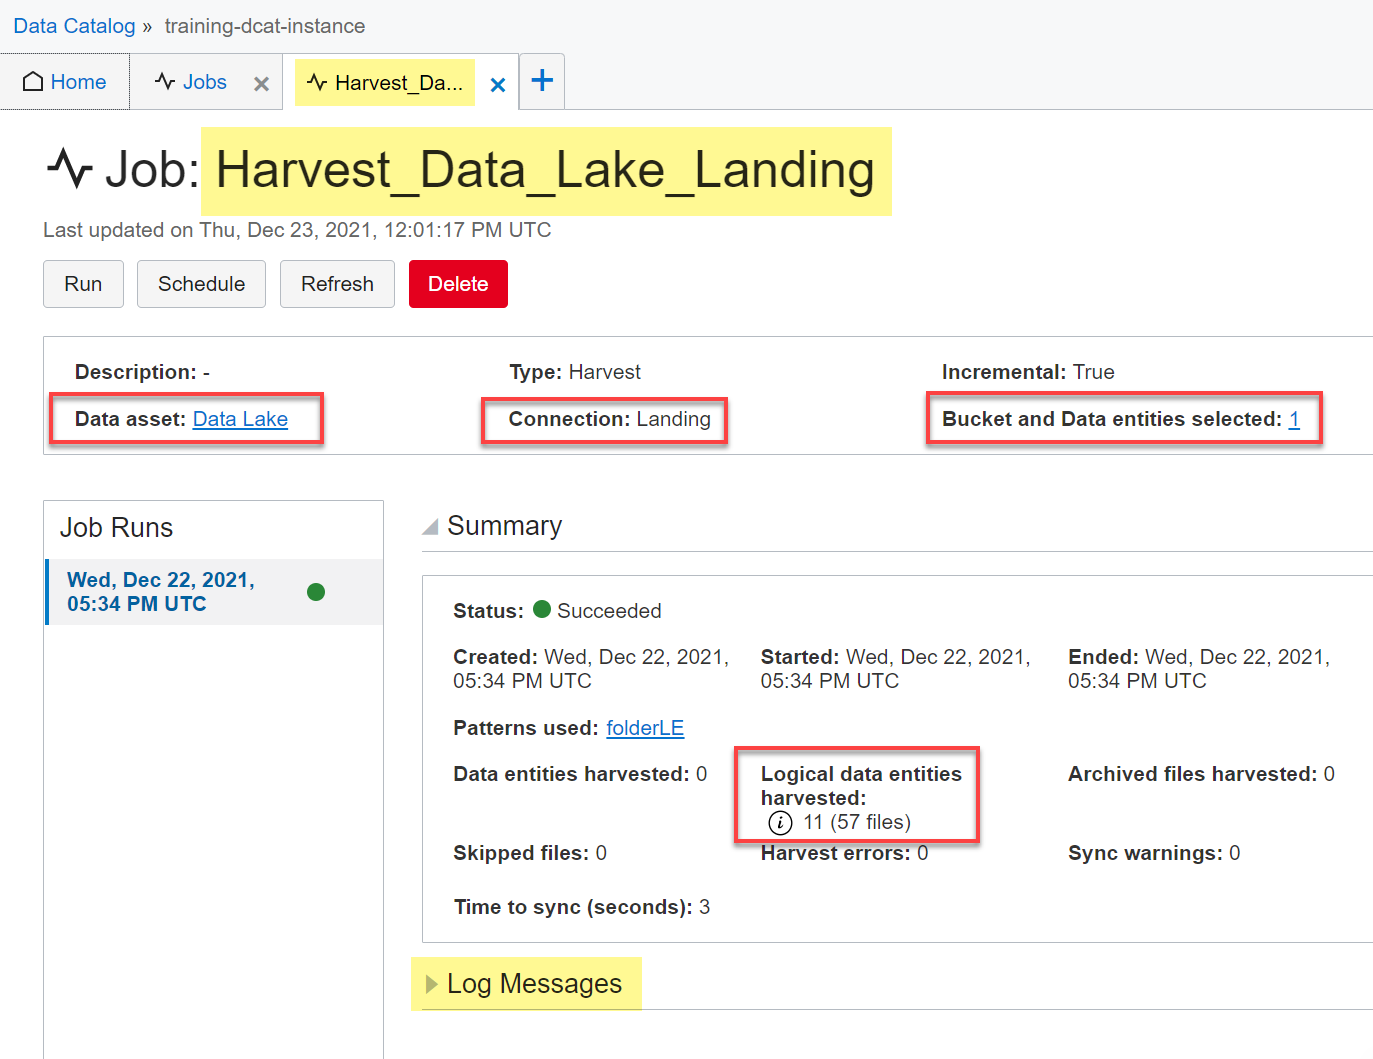 Data Catalog » training-dcat-instance
Home
Jobs
Harvest_Da...
Job: Harvest_Data_Lake_Landing
Last updated on Thu, Dec 23, 2021, 12:01:17 PM UTC
Run
Schedule
Refresh
Delete
Description: -
Type: Harvest
Incremental: True
Data asset: Data Lake
Connection: Landing
Bucket and Data entities selected: 1
Job Runs
Wed, Dec 22, 2021,
05:34 PM UTC
Summary
Status: Succeeded
Created: Wed, Dec 22, 2021,
05:34 PM UTC
Started: Wed, Dec 22, 2021,
05:34 PM UTC
Ended: Wed, Dec 22, 2021,
05:34 PM UTC
Patterns used: folderLE
Data entities harvested: 0
Logical data entities
harvested:
i 11 (57 files)
Archived files harvested: 0
Skipped files: 0
Harvest errors: 0
Sync warnings: 0
Time to sync (seconds): 3
Log Messages